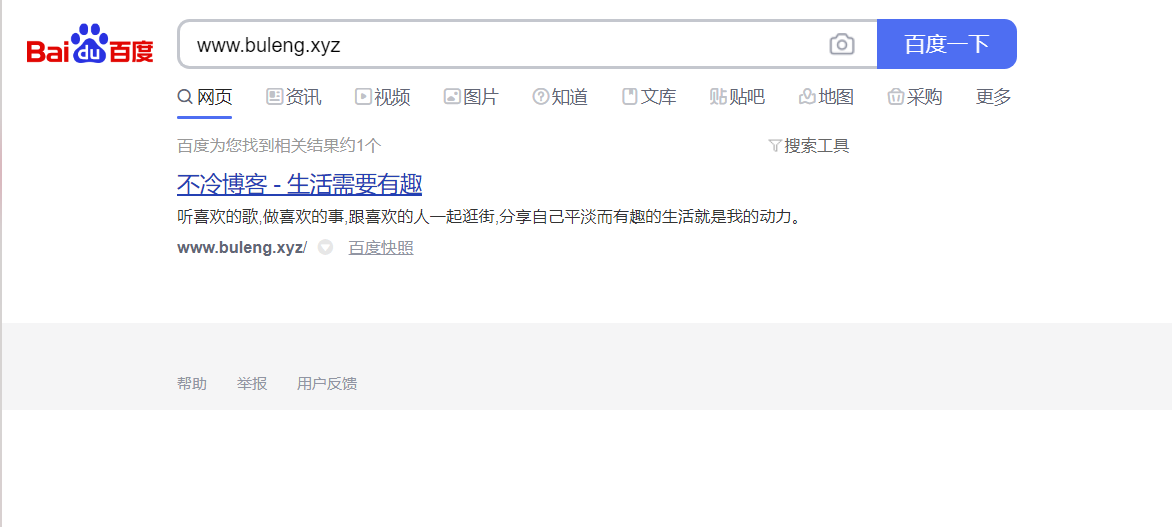 Bai du 百度 www.buleng.xyz 百度一下
网页 资讯 视频 图片 知道 文库 贴 贴吧 地图 采购 更多
百度为您找到相关结果约1个 搜索工具
不冷博客 - 生活需要有趣
听喜欢的歌,做喜欢的事,跟喜欢的人一起逛街,分享自己平淡而有趣的生活就是我的动力。
www.buleng.xyz/ 百度快照
帮助 举报 用户反馈